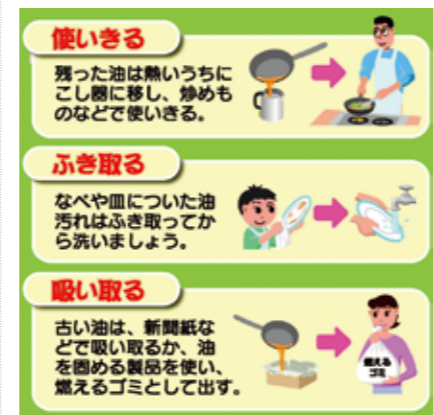 使いきる
残った油は熱いうちに
こし器に移し、炒めも
のなどで使いきる。
ふき取る
なべや皿についた油
汚れはふき取ってか
ら洗いましょう。
吸い取る
古い油は、新聞紙な
どで吸い取るか、油
を固める製品を使い、
燃えるゴミとして出す。
燃える
ゴミ